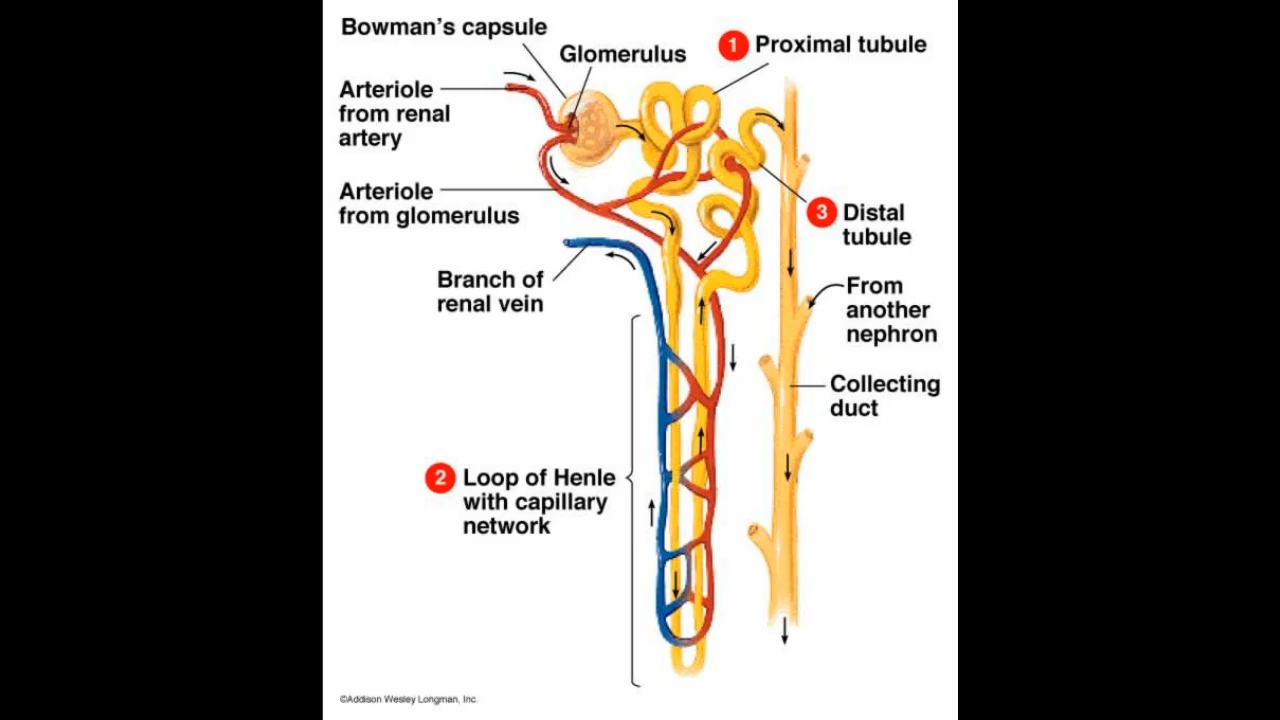 Bowman's capsule
Glomerulus
1 Proximal tubule
Arteriole
from renal
artery
Arteriole
from glomerulus
3 Distal
tubule
Branch of
renal vein
From
another
nephron
Collecting
duct
2 Loop of Henle
with capillary
network
©Addison Wesley Longman, Inc.